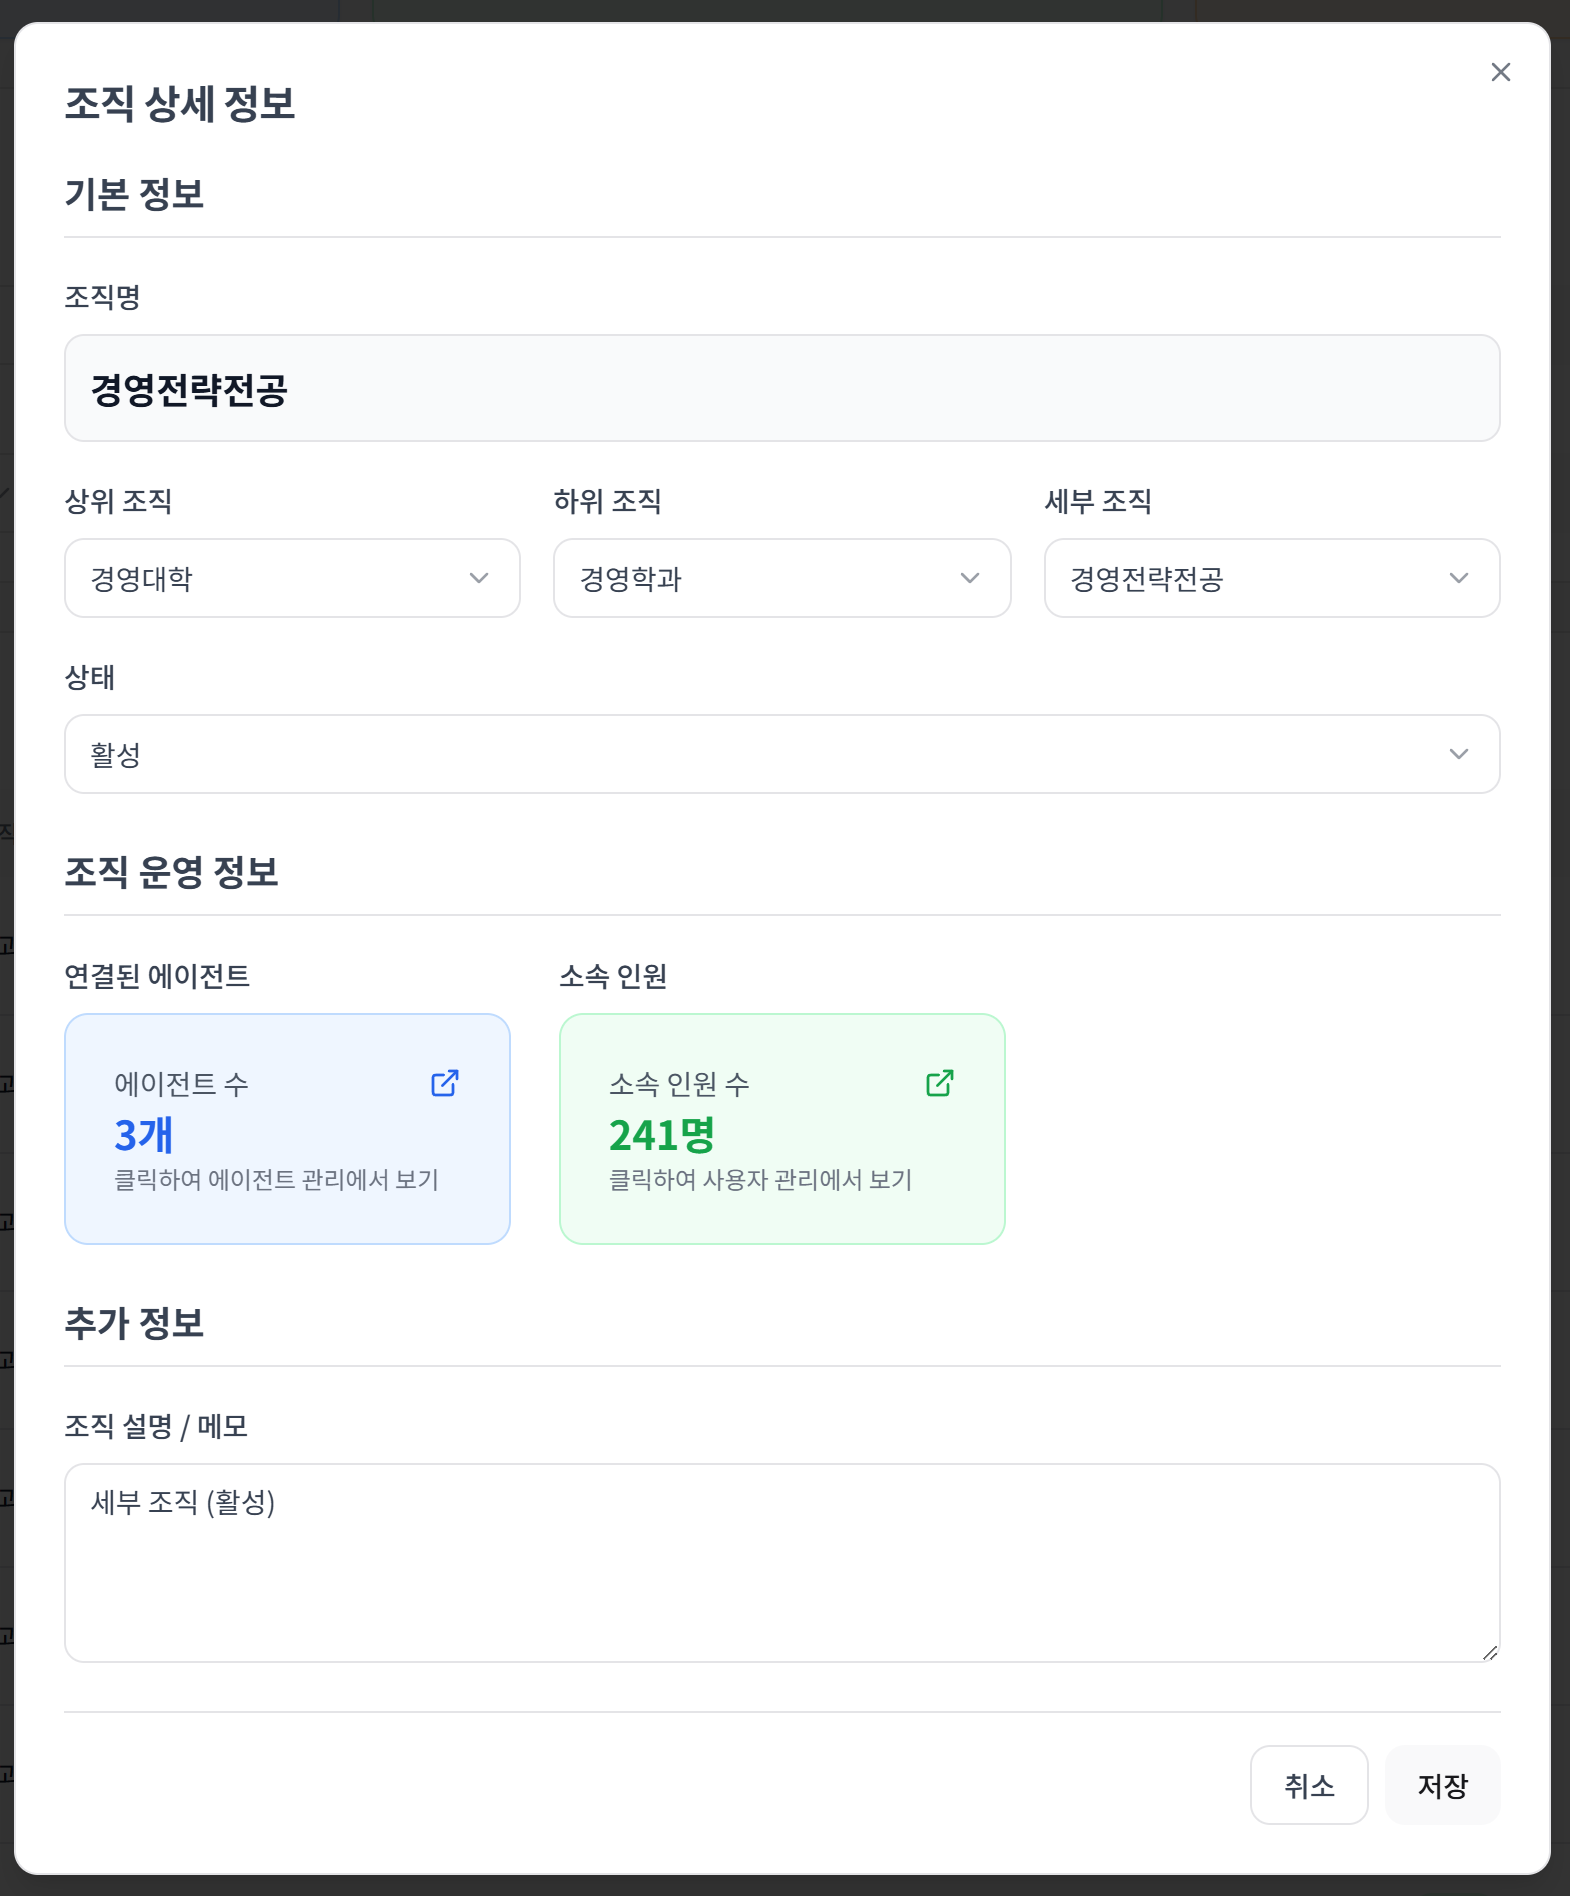 조직 상세 정보
기본 정보
조직명
경영전략전공
상위 조직 하위 조직 세부 조직
경영대학 경영학과 경영전략전공
상태
활성
조직 운영 정보
연결된 에이전트 소속 인원
에이전트 수 소속 인원 수
3개 241명
클릭하여 에이전트 관리에서 보기 클릭하여 사용자 관리에서 보기
추가 정보
조직 설명 / 메모
세부 조직 (활성)
취소 저장